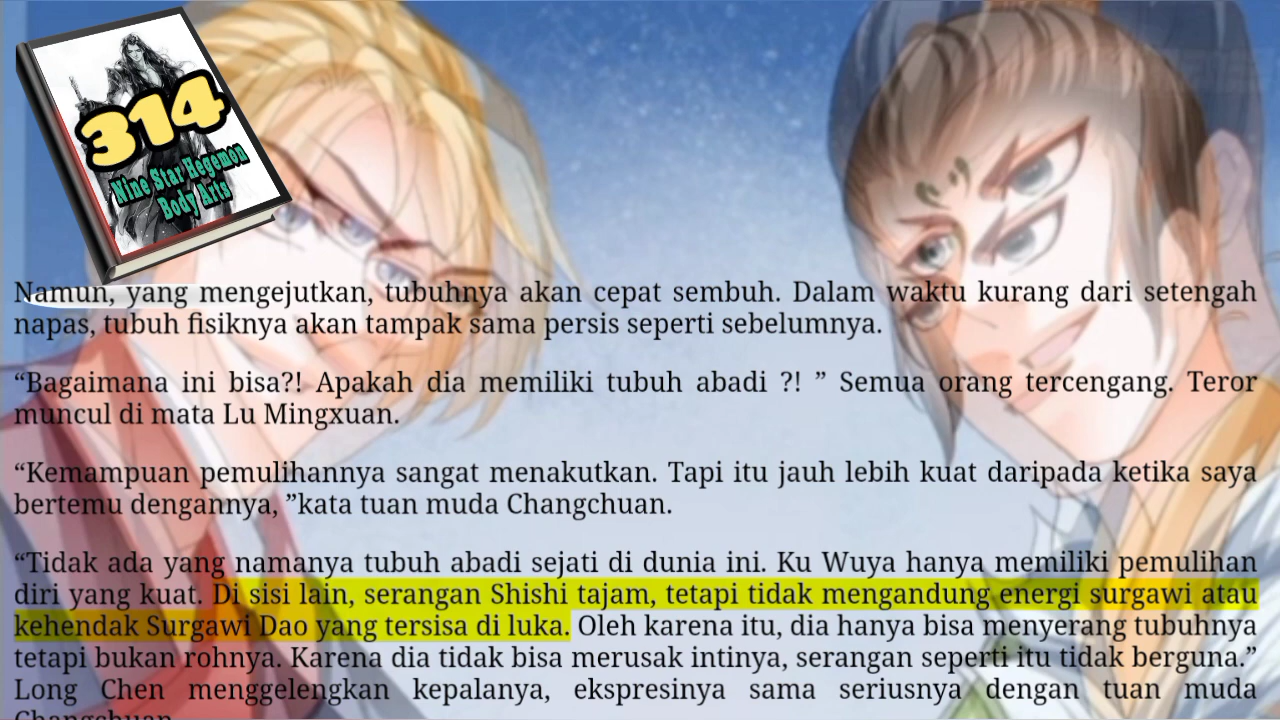 314
Nine Star Hegemon
Body Arts
Namun, yang mengejutkan, tubuhnya akan cepat sembuh. Dalam waktu kurang dari setengah
napas, tubuh fisiknya akan tampak sama persis seperti sebelumnya.
“Bagaimana ini bisa?! Apakah dia memiliki tubuh abadi ?! ” Semua orang tercengang. Teror
muncul di mata Lu Mingxuan.
“Kemampuan pemulihannya sangat menakutkan. Tapi itu jauh lebih kuat daripada ketika saya
bertemu dengannya, ”kata tuan muda Changchuan.
“Tidak ada yang namanya tubuh abadi sejati di dunia ini. Ku Wuya hanya memiliki pemulihan
diri yang kuat. Di sisi lain, serangan Shishi tajam, tetapi tidak mengandung energi surgawi atau
kehendak Surgawi Dao yang tersisa di luka. Oleh karena itu, dia hanya bisa menyerang tubuhnya
tetapi bukan rohnya. Karena dia tidak bisa merusak intinya, serangan seperti itu tidak berguna.”
Long Chen menggelengkan kepalanya, ekspresinya sama seriusnya dengan tuan muda
Changchuan.